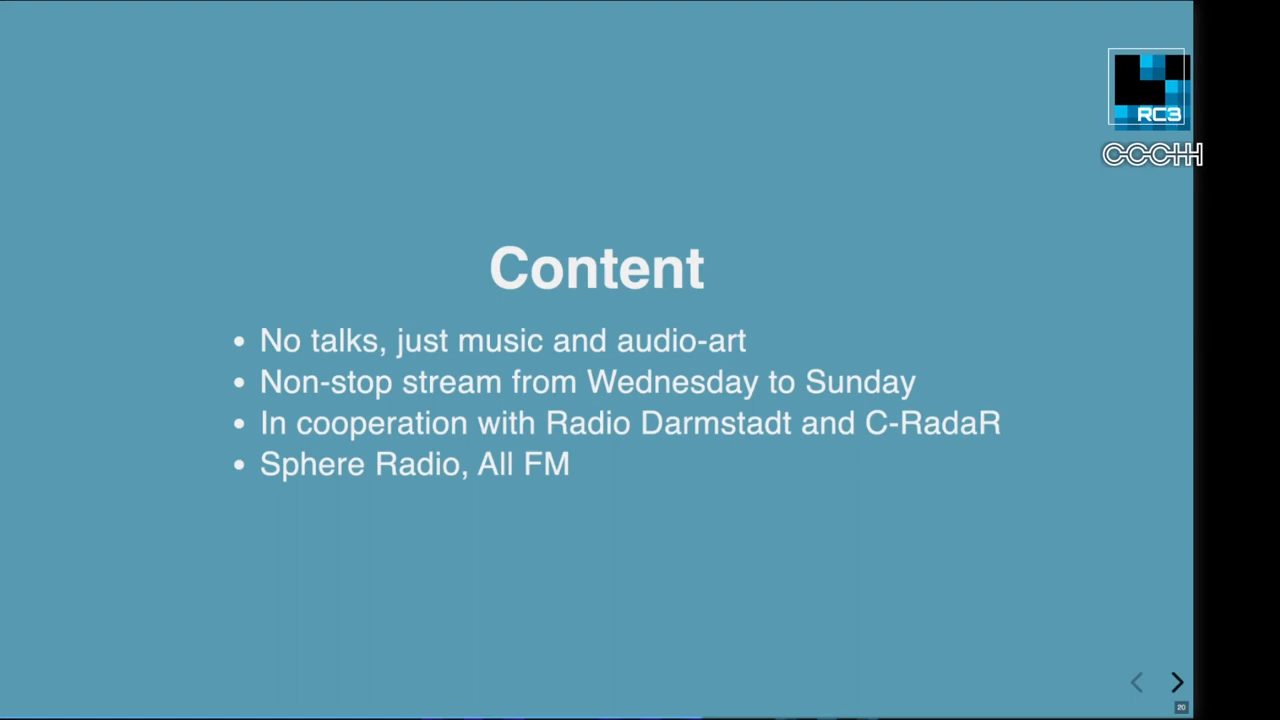 RC3
CCCHH
Content
No talks, just music and audio-art
Non-stop stream from Wednesday to Sunday
In cooperation with Radio Darmstadt and C-RadaR
Sphere Radio, All FM
20